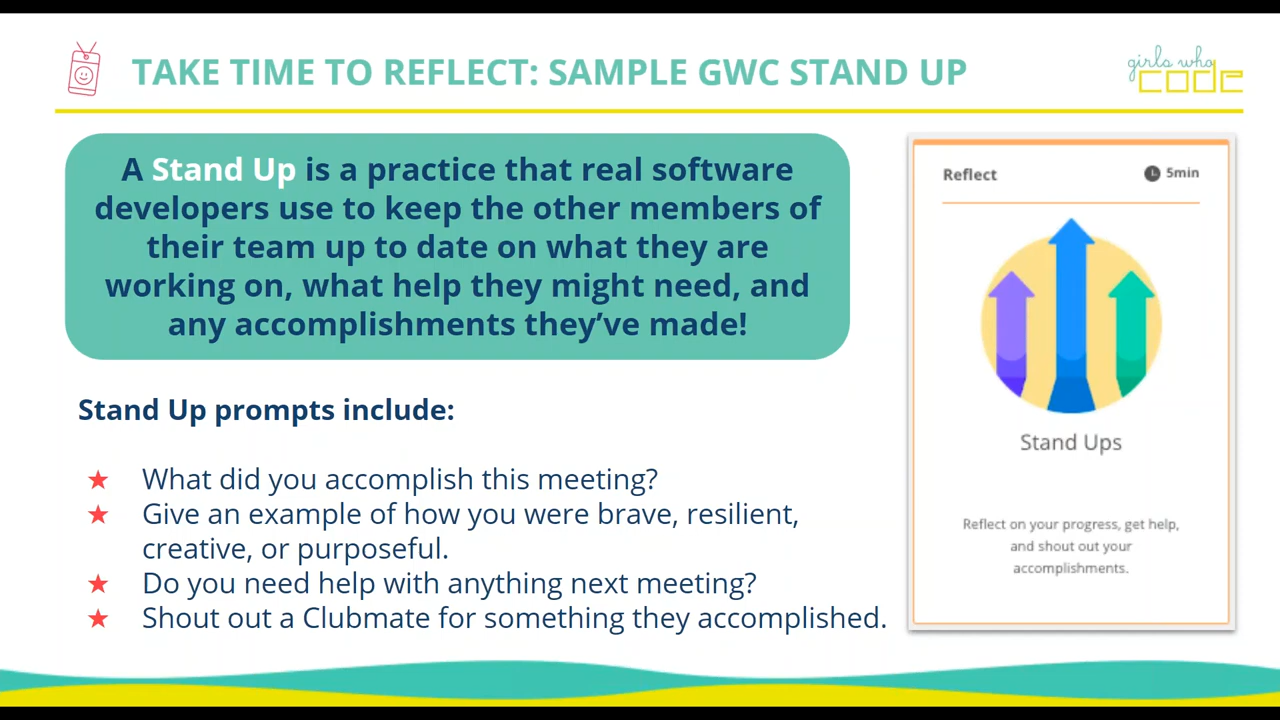 TAKE TIME TO REFLECT: SAMPLE GWC STAND UP
girls who
code
A Stand Up is a practice that real software
developers use to keep the other members of
their team up to date on what they are
working on, what help they might need, and
any accomplishments they’ve made!
Stand Up prompts include:
★ What did you accomplish this meeting?
★ Give an example of how you were brave, resilient,
creative, or purposeful.
★ Do you need help with anything next meeting?
★ Shout out a Clubmate for something they accomplished.
Reflect 5min
Stand Ups
Reflect on your progress, get help,
and shout out your
accomplishments.